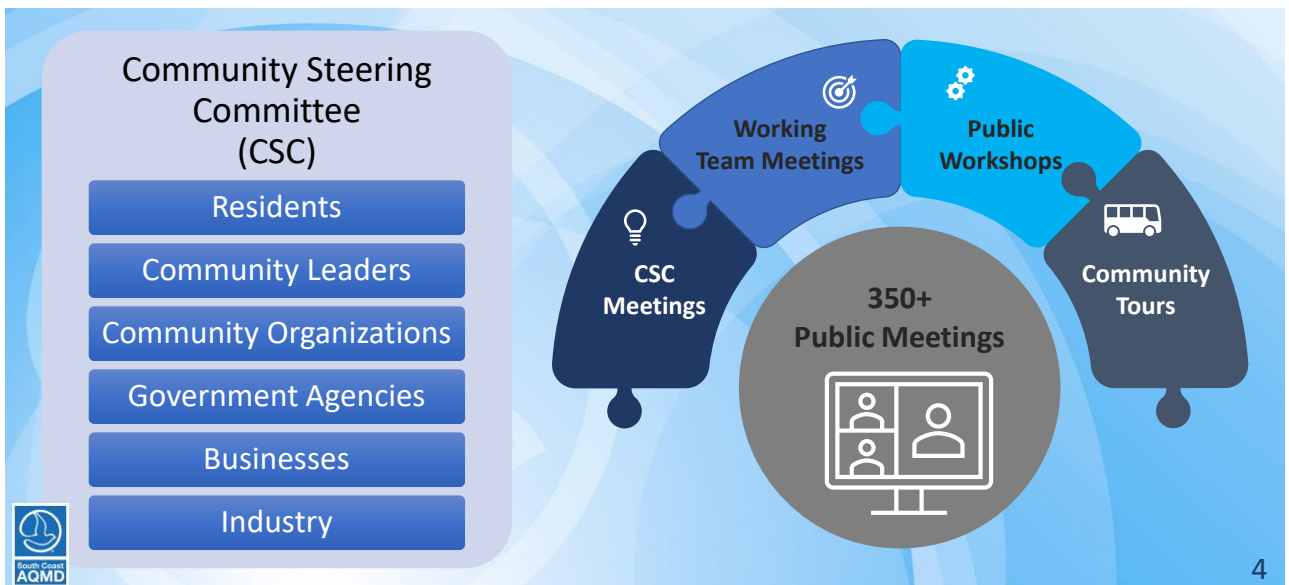 Community Steering
Committee
(CSC)
Residents
Community Leaders
Community Organizations
Government Agencies
Businesses
Industry
CSC
Meetings
Working
Team Meetings
Public
Workshops
Community
Tours
350+
Public Meetings
South Coast
AQMD
4